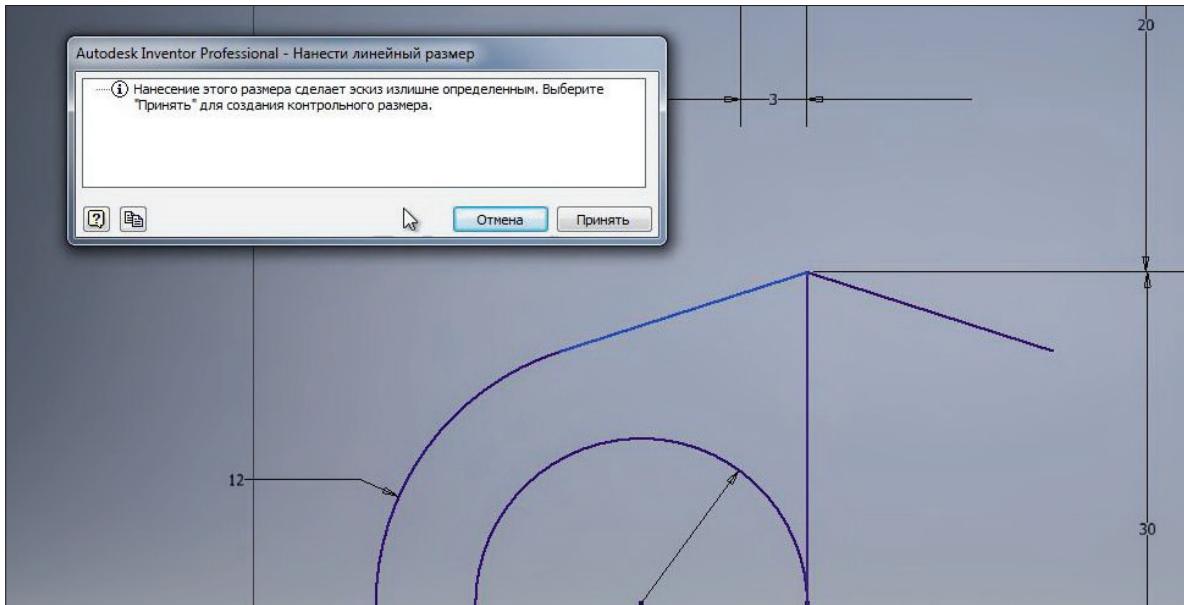 Autodesk Inventor Professional - Нанести линейный размер
Нанесение этого размера сделает эскиз излишне определенным. Выберите
"Принять" для создания контрольного размера.
Отмена
Принять
20
3
12
30